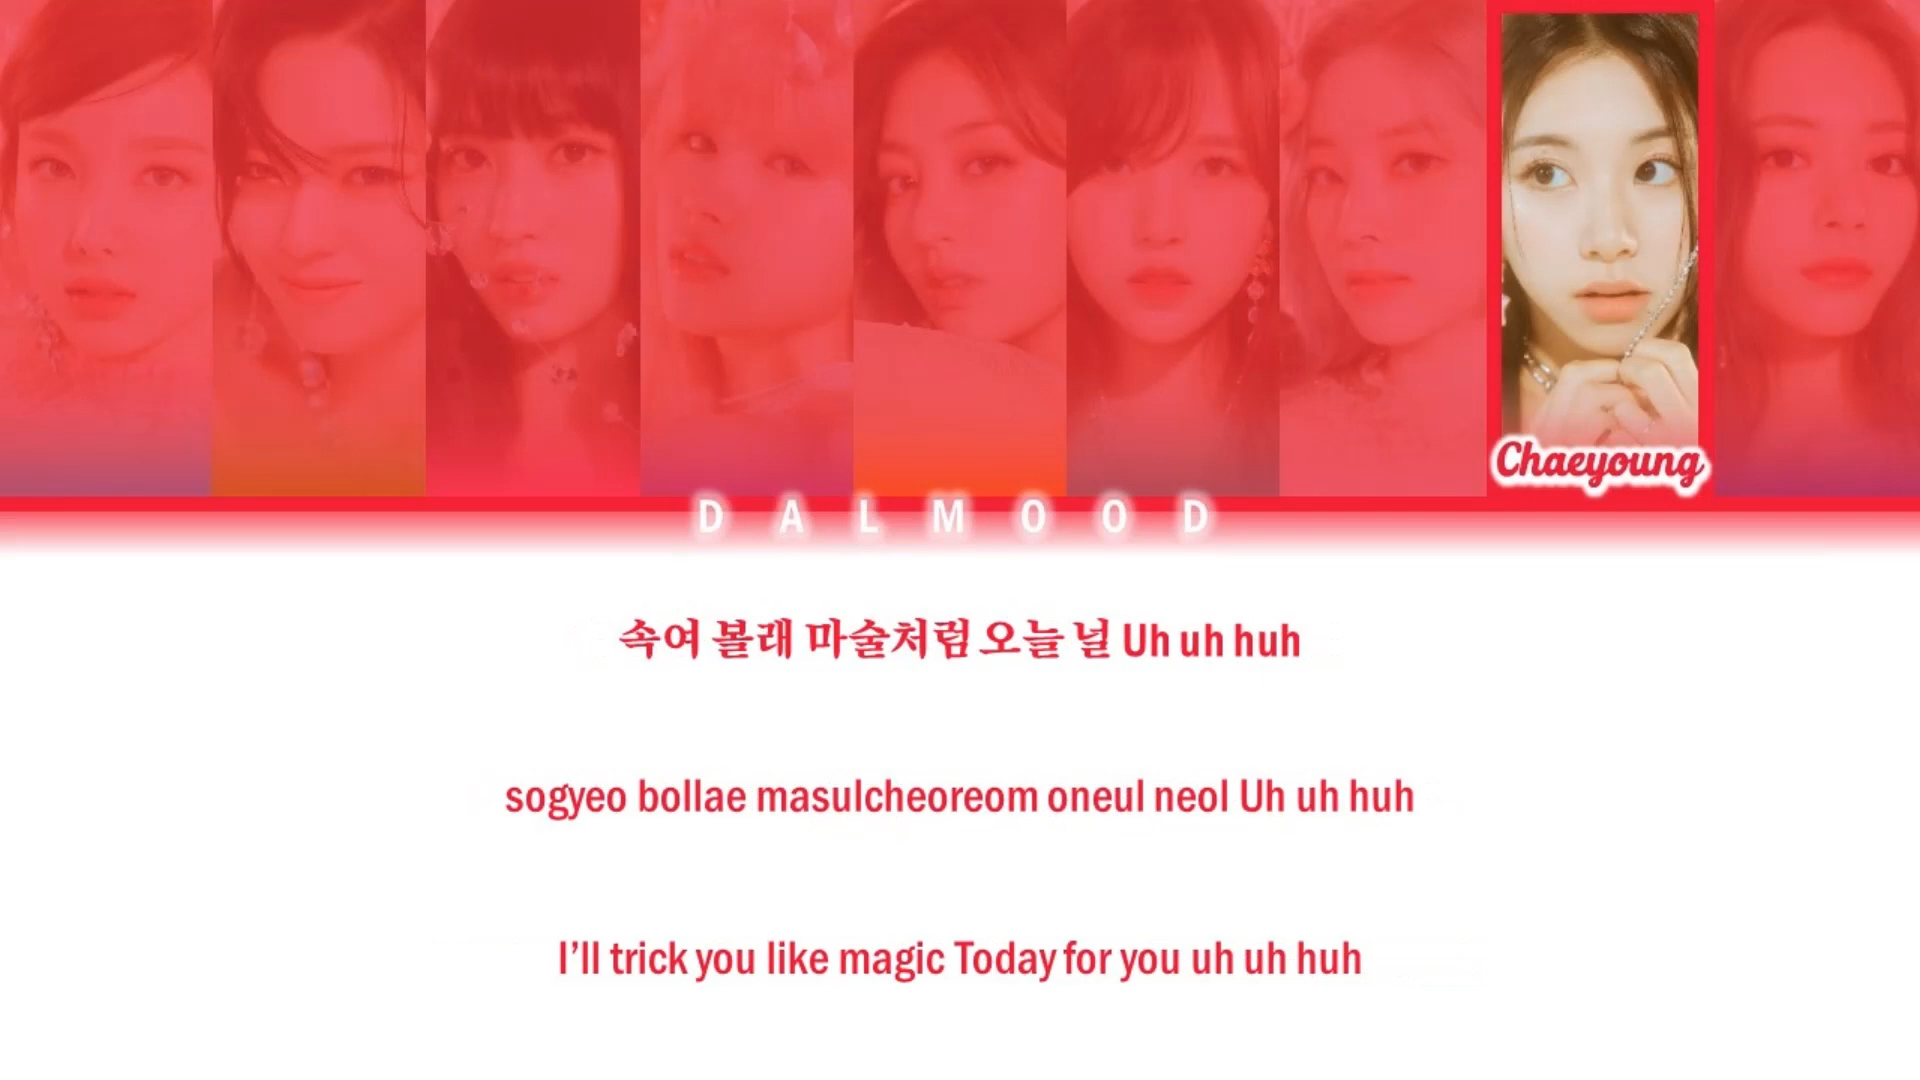 Chaeyoung
DALMOOD
속여 볼래 마술처럼 오늘 널 Uh uh huh
sogyeo bollae masulcheoreom oneul neol Uh uh huh
I'll trick you like magic Today for you uh uh huh